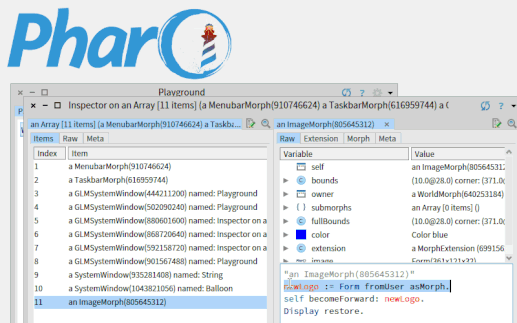 Pharo
Playground
Inspector on an Array [11 items] (a MenubarMorph(910746624) a TaskbarMorph(616959744) a G
an Array [11 items] (a MenubarMorph(910746624) a Taskba...
an ImageMorph(805645312)
Items Raw Meta
Raw Extension Morph Meta
Index Item
Variable Value
1 a MenubarMorph(910746624)
2 a TaskbarMorph(616959744)
3 a GLMSystemWindow(444211200) named: Playground
4 a GLMSystemWindow(502090240) named: Playground
5 a GLMSystemWindow(880601600) named: Inspector on a
6 a GLMSystemWindow(868720640) named: Inspector on a
7 a GLMSystemWindow(592158720) named: Inspector on a
8 a GLMSystemWindow(901567488) named: Playground
9 a SystemWindow(935281408) named: String
10 a SystemWindow(1043821056) named: Balloon
11 an ImageMorph(805645312)
self an ImageMorph(805645312
bounds (10.0@28.0) corner: (371.0
owner a WorldMorph(640253184)
submorphs an Array [0 items] ()
fullBounds (10.0@28.0) corner: (371.0
color Color blue
extension a MorphExtension (699156
image Form(361x121x32)
"an ImageMorph(805645312)"
newLogo := Form fromUser asMorph.
self becomeForward: newLogo.
Display restore.